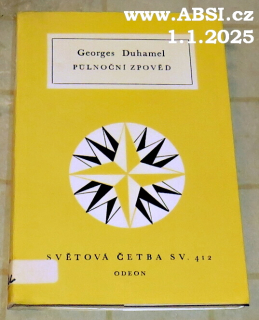 www.ABSI.cz
1.1.2025
Georges Duhamel
PŮLNOČNÍ ZPOVĚĎ
SVĚTOVÁ ČETBA SV. 412
ODEON